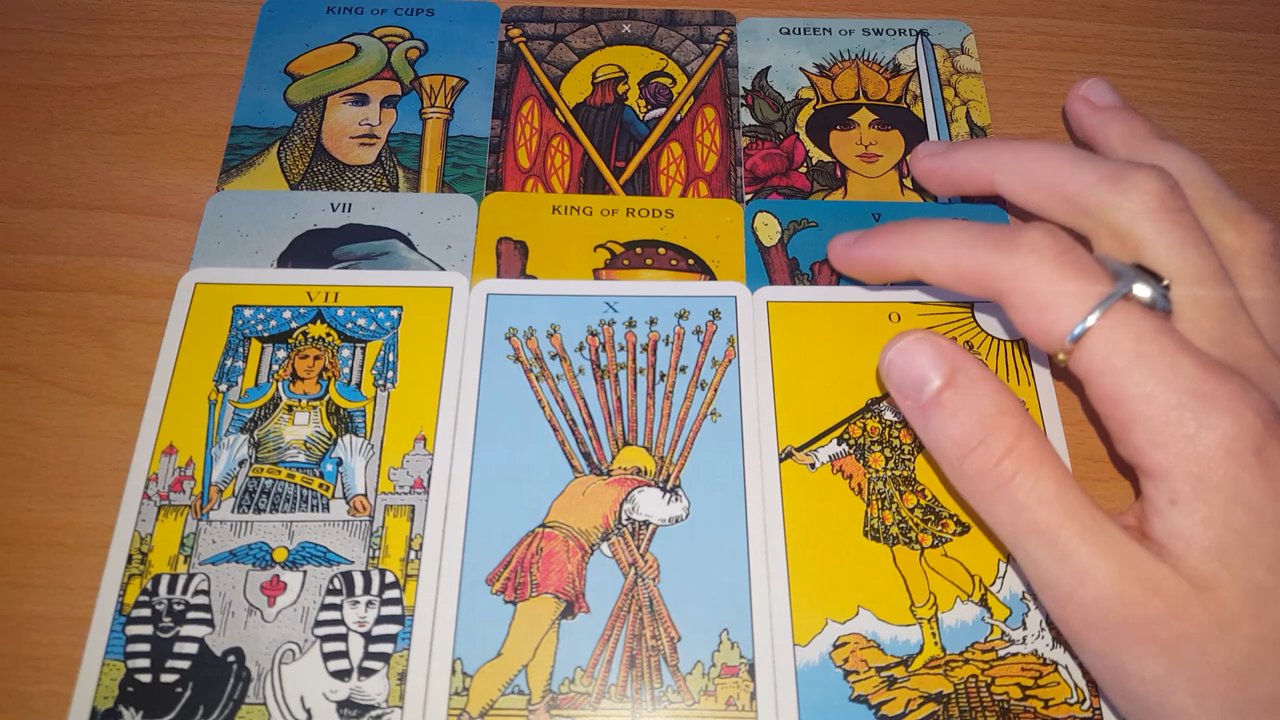 KING OF CUPS
X
QUEEN OF SWORDS
VII
KING OF RODS
V
VII
X
O